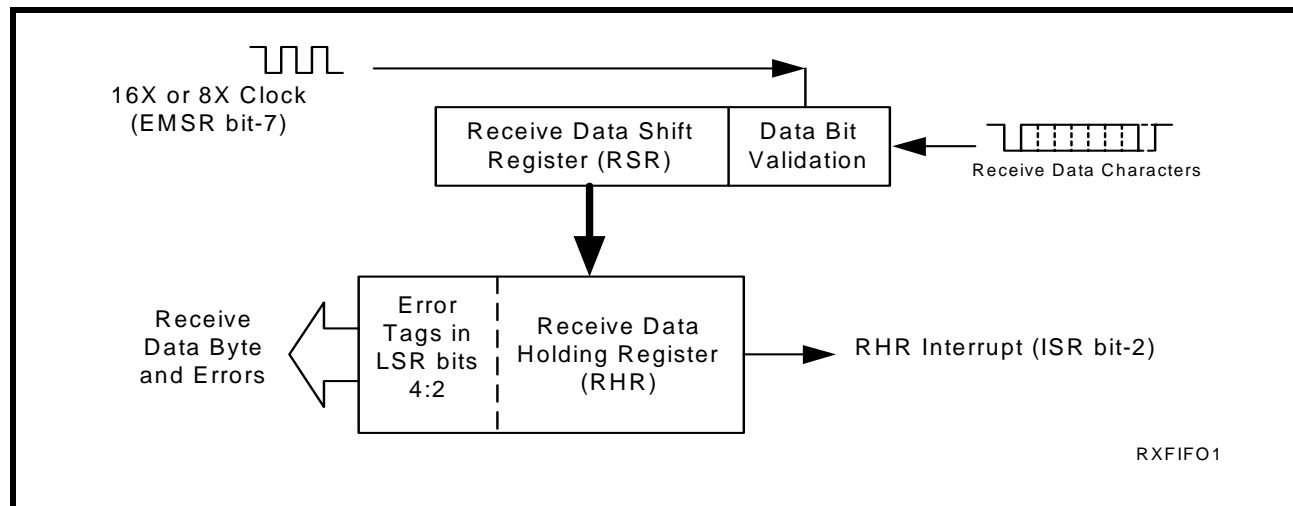 16X or 8X Clock
(EMSR bit-7)
Receive Data Shift
Register (RSR)
Data Bit
Validation
Receive Data Characters
Receive
Data Byte
and Errors
Error
Tags in
LSR bits
4:2
Receive Data
Holding Register
(RHR)
RHR Interrupt (ISR bit-2)
RXFIFO1